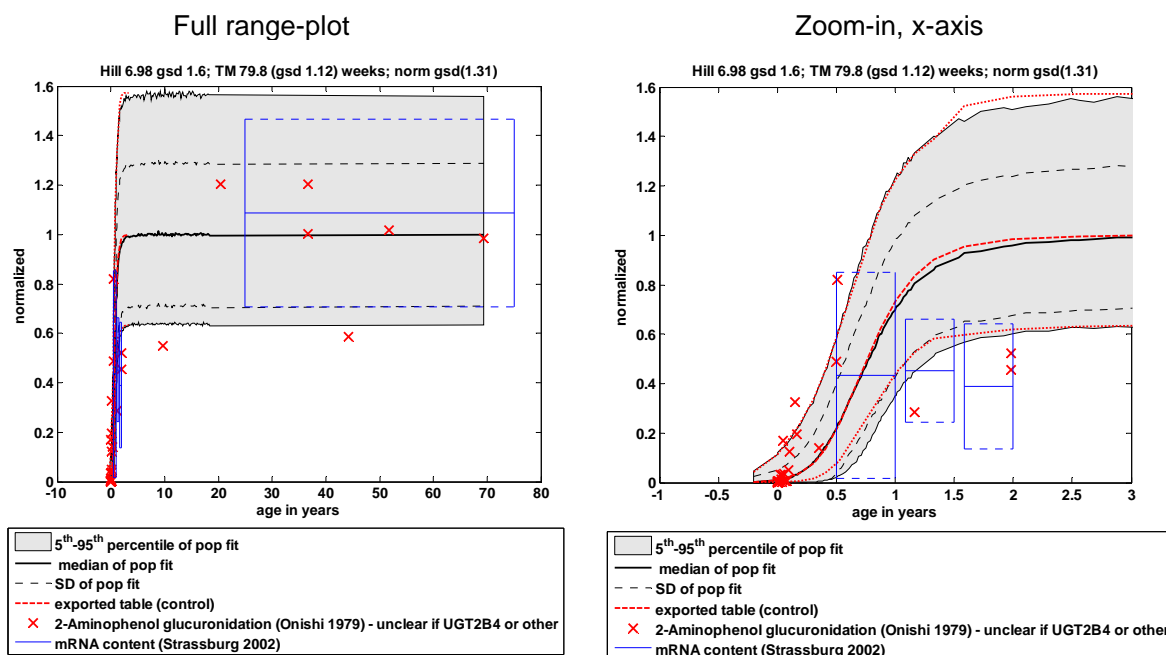 Full range-plot
Hill 6.98 gsd 1.6; TM 79.8 (gsd 1.12) weeks; norm gsd(1.31)
1.6
1.4
1.2
1
0.8
0.6
0.4
0.2
0
normalized
-10 0 10 20 30 40 50 60 70 80
age in years
5th-95th percentile of pop fit
median of pop fit
SD of pop fit
exported table (control)
2-Aminophenol glucuronidation (Onishi 1979) - unclear if UGT2B4 or other
mRNA content (Strassburg 2002)
Zoom-in, x-axis
Hill 6.98 gsd 1.6; TM 79.8 (gsd 1.12) weeks; norm gsd(1.31)
1.6
1.4
1.2
1
0.8
0.6
0.4
0.2
0
normalized
-1 -0.5 0 0.5 1 1.5 2 2.5 3
age in years
5th-95th percentile of pop fit
median of pop fit
SD of pop fit
exported table (control)
2-Aminophenol glucuronidation (Onishi 1979) - unclear if UGT2B4 or other
mRNA content (Strassburg 2002)